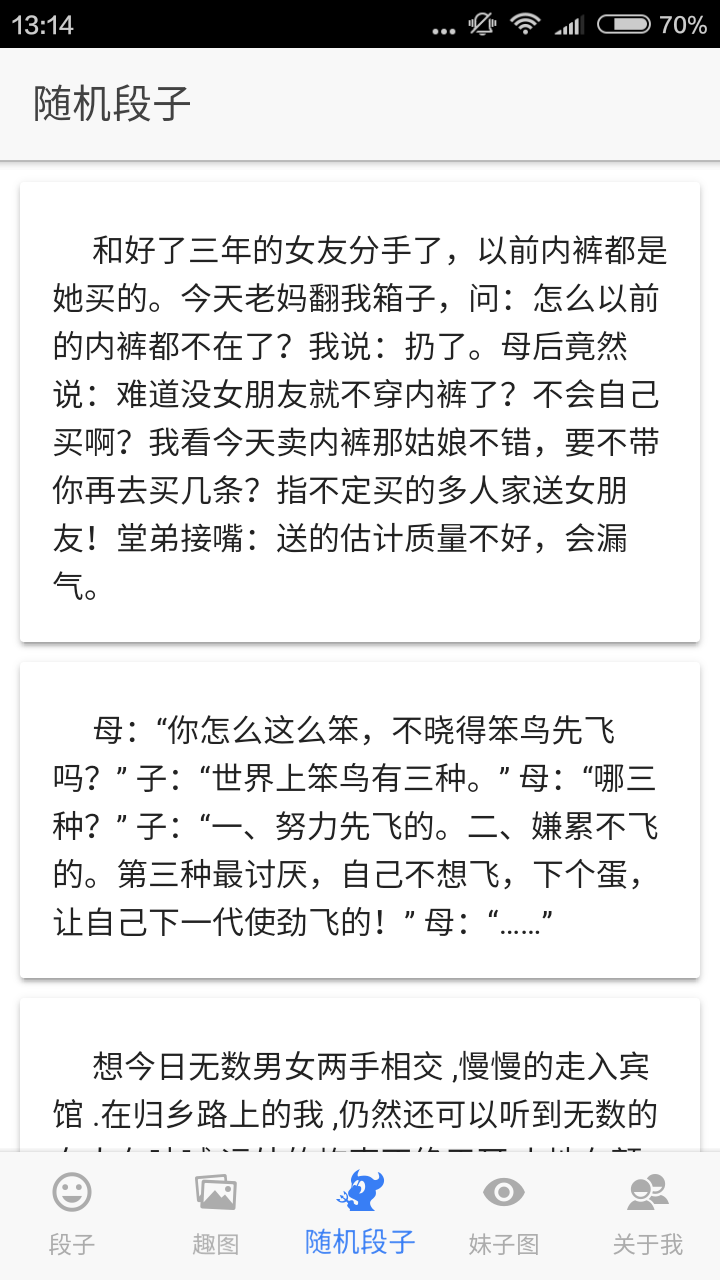 13:14
70%
随机段子
和好了三年的女友分手了，以前内裤都是
她买的。今天老妈翻我箱子，问：怎么以前
的内裤都不在了？我说：扔了。母后竟然
说：难道没女朋友就不穿内裤了？不会自己
买啊？我看今天卖内裤那姑娘不错，要不带
你再去买几条？指不定买的多人家送女朋
友！堂弟接嘴：送的估计质量不好，会漏
气。
母：“你怎么这么笨，不晓得笨鸟先飞
吗？” 子：“世界上笨鸟有三种。” 母：“哪三
种？” 子：“一、努力先飞的。二、嫌累不飞
的。第三种最讨厌，自己不想飞，下个蛋，
让自己下一代使劲飞的！” 母：“……”
想今日无数男女两手相交 ,慢慢的走入宾
馆 .在归乡路上的我 ,仍然还可以听到无数的
段子
趣图
随机段子
妹子图
关于我